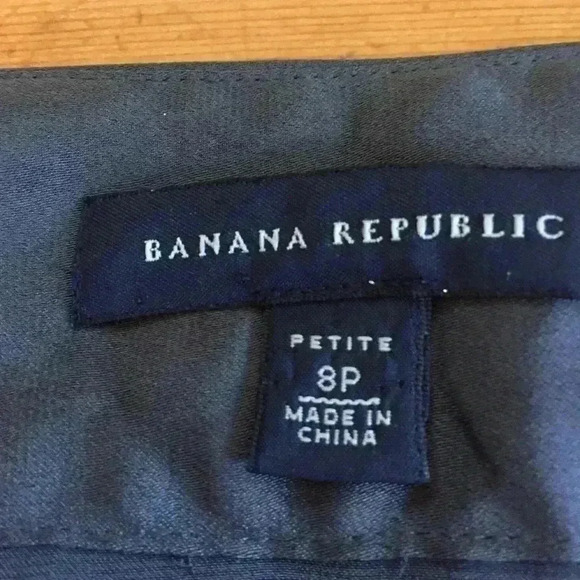 BANANA REPUBLIC
PETITE
8P
MADE IN
CHINA